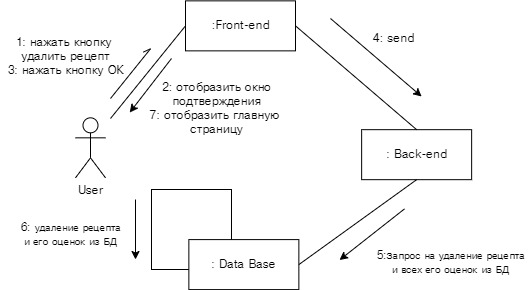 :Front-end
1: нажать кнопку
удалить рецепт
3: нажать кнопку OK
4: send
2: отобразить окно
подтверждения
7: отобразить главную
страницу
: Back-end
User
6: удаление рецепта
и его оценок из БД
: Data Base
5:Запрос на удаление рецепта
и всех его оценок из БД